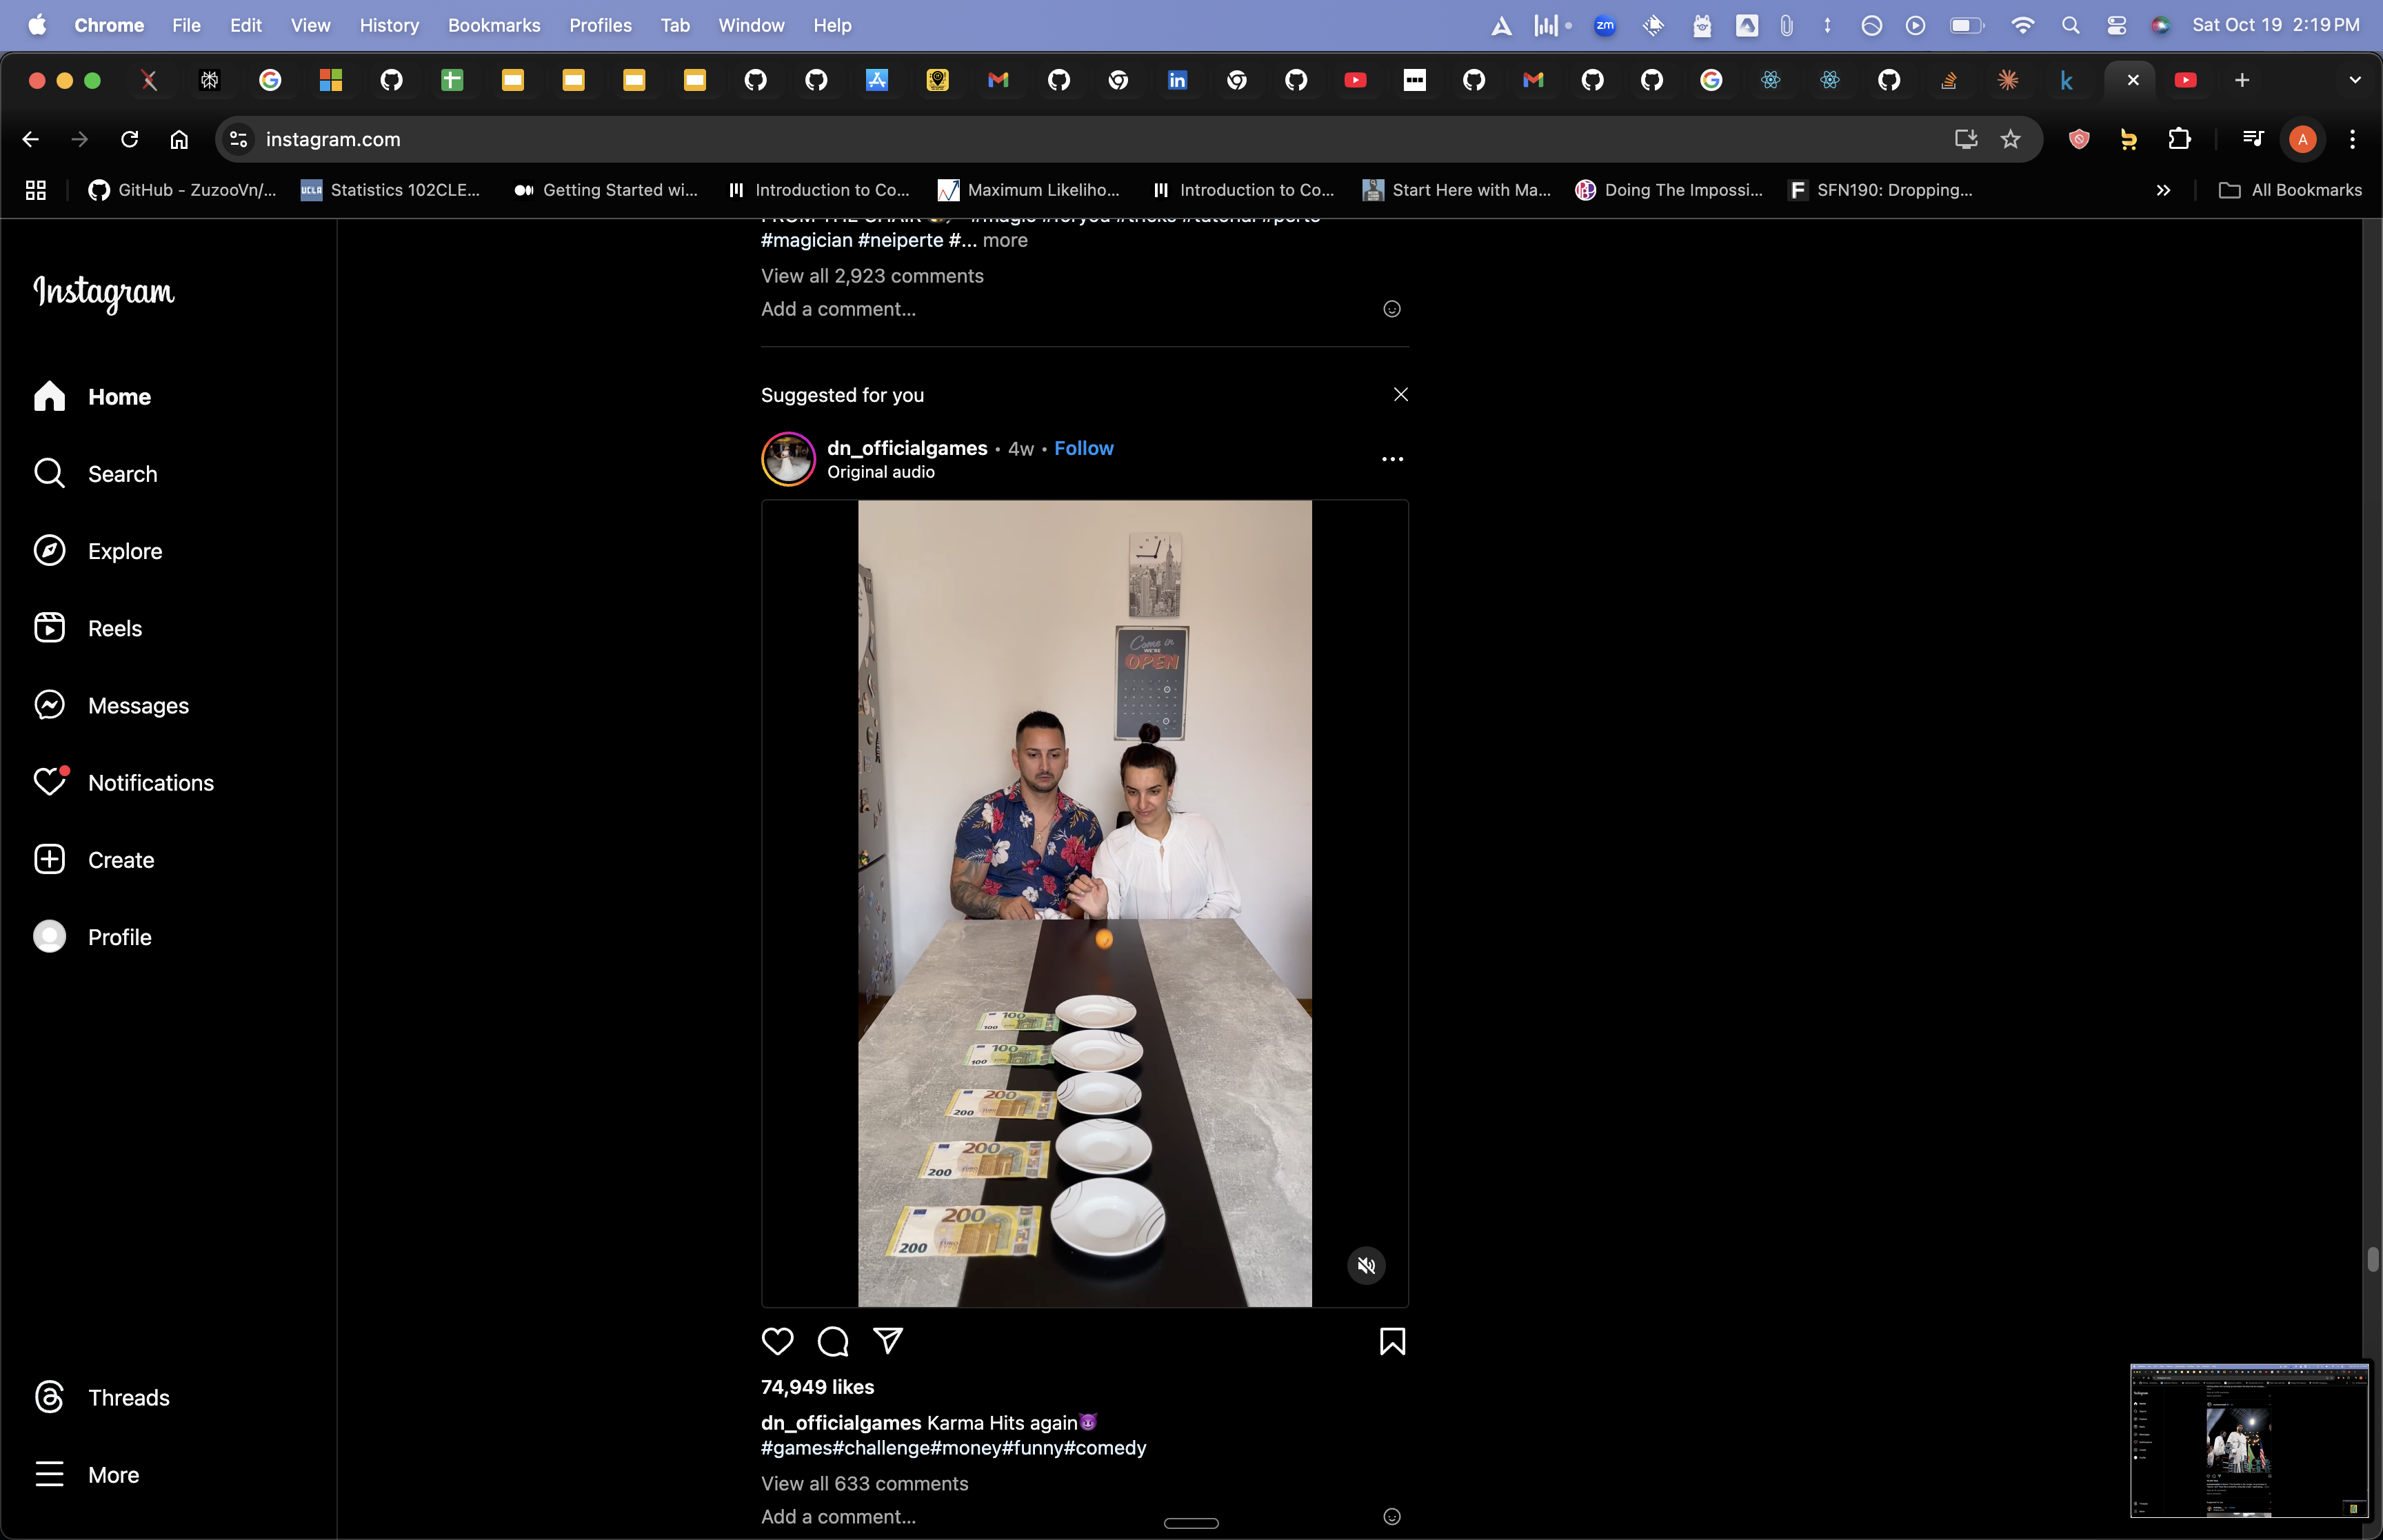 Chrome File Edit View History Bookmarks Profiles Tab Window Help
zm
Sat Oct 19 2:19 PM
k
instagram.com
A
GitHub - ZuzooVn/...
UCLA Statistics 102CLE...
Getting Started wi...
Introduction to Co...
Maximum Likeliho...
Introduction to Co...
Start Here with Ma...
Doing The Impossi...
F SFN190: Dropping...
All Bookmarks
Instagram
Home
Search
Explore
Reels
Messages
Notifications
Create
Profile
Threads
More
#magician #neiperte #... more
View all 2,923 comments
Add a comment...
Suggested for you
dn_officialgames • 4w • Follow
Original audio
Come in
WE'RE
OPEN
100
100
100
100
200
200
200
200
200
200
74,949 likes
dn_officialgames Karma Hits again😈
#games#challenge#money#funny#comedy
View all 633 comments
Add a comment...